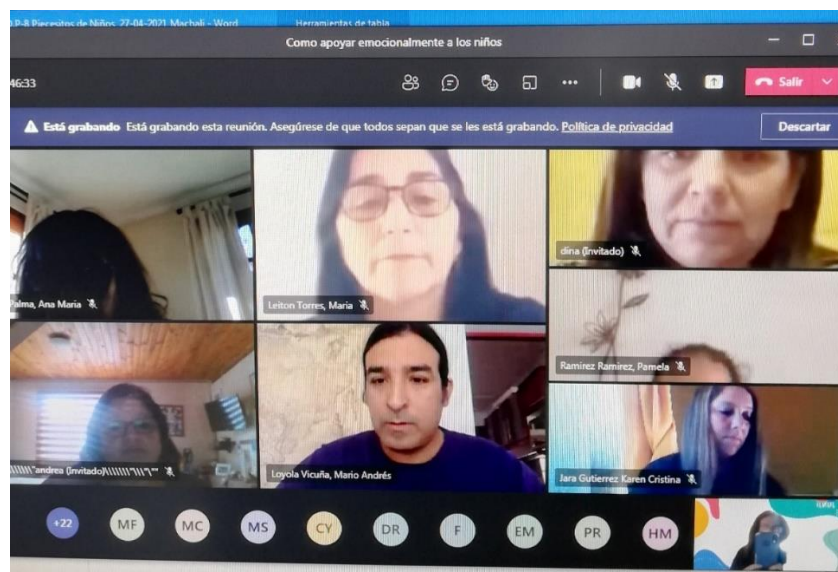 P-8 Piecesitos de Niños, 27-04-2021 Machali - Word
Herramientas de tabla
Como apoyar emocionalmente a los niños
46:33
Salir
Está grabando Está grabando esta reunión. Asegúrese de que todos sepan que se les está grabando. Política de privacidad
Descartar
dina (Invitado)
Palma, Ana Maria
Leiton Torres, Maria
Ramirez Ramirez, Pamela
andrea (Invitado)
Loyola Vicuña, Mario Andrés
Jara Gutierrez Karen Cristina
+22
MF
MC
MS
CY
DR
F
EM
PR
HM